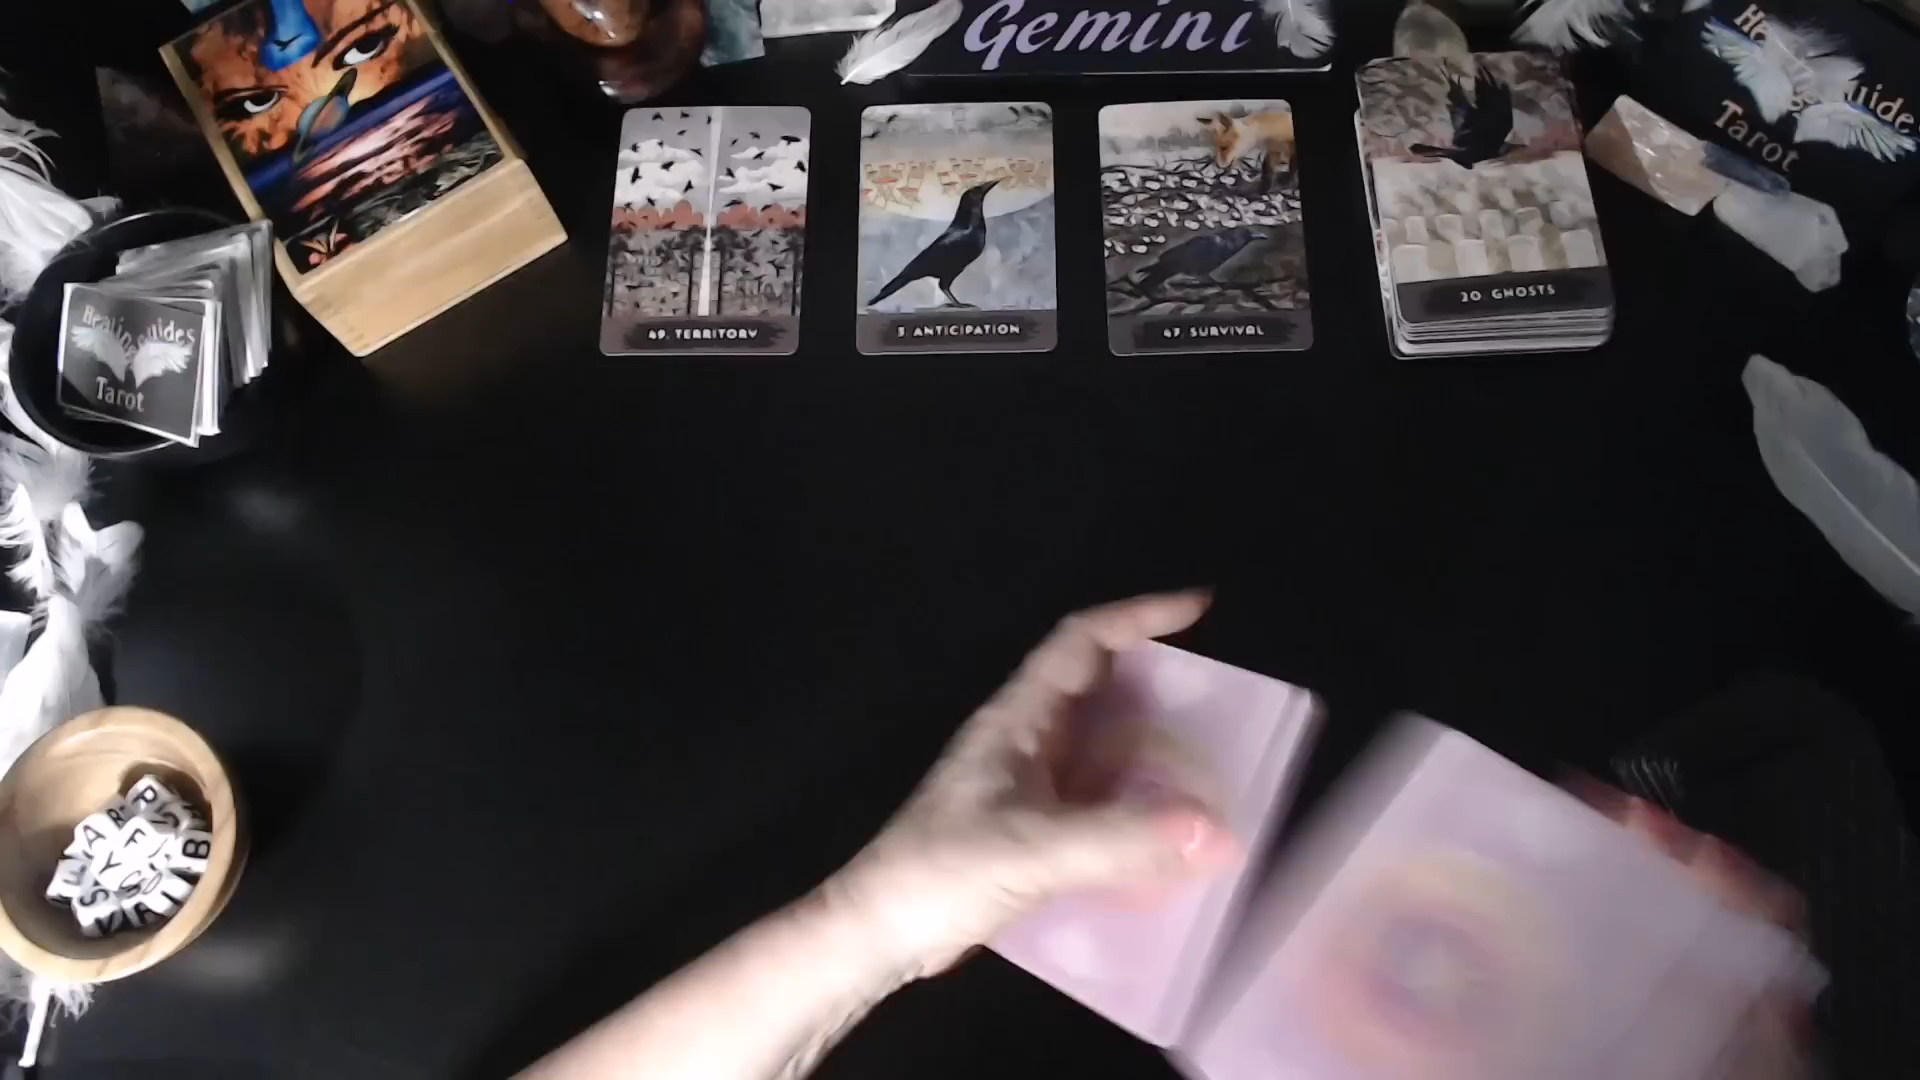 Gemini
Healing Guides
Tarot
49. TERRITORY
3 ANTICIPATION
47. SURVIVAL
20 GHOSTS
Tarot
R
A
F
B
Y
S